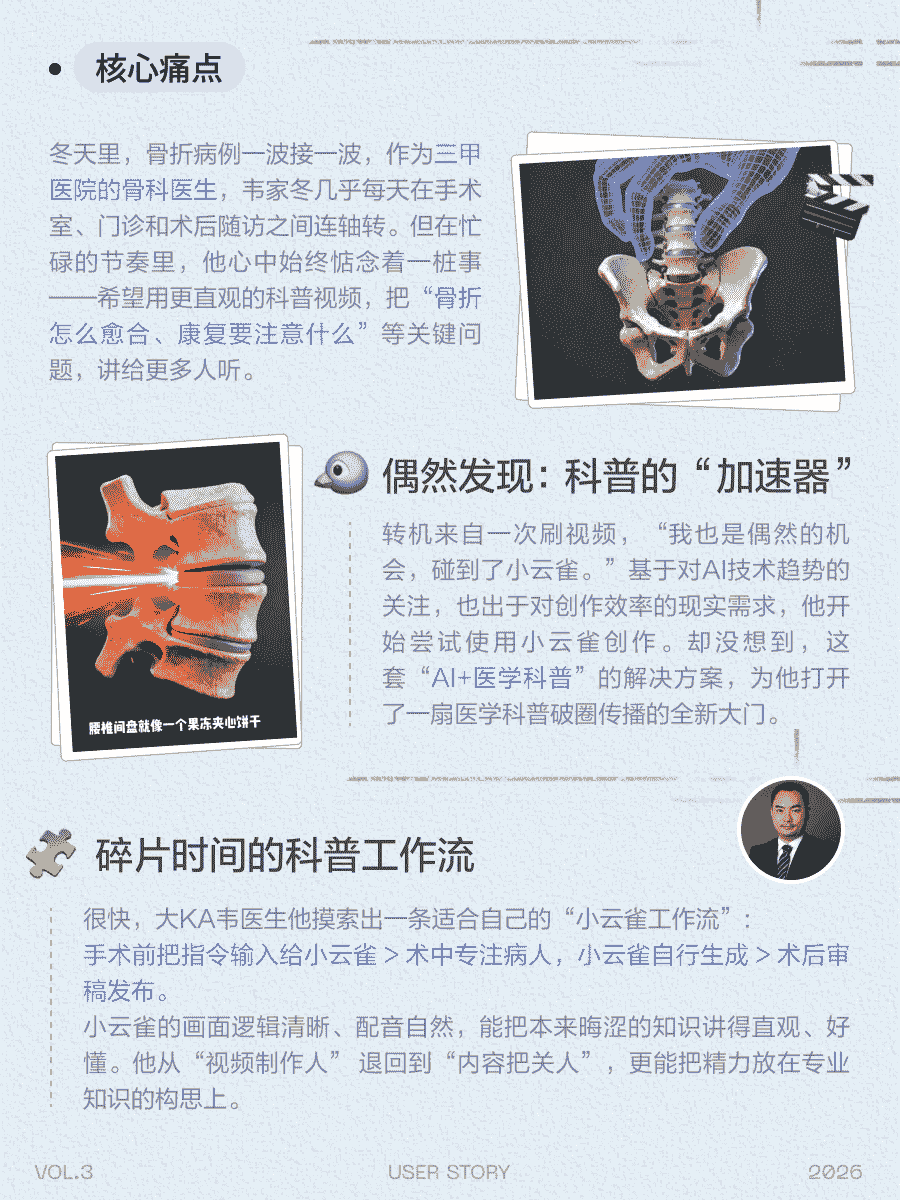 核心痛点
冬天里，骨折病例一波接一波，作为三甲
医院的骨科医生，韦家冬几乎每天在手术
室、门诊和术后随访之间连轴转。但在忙
碌的节奏里，他心中始终惦念着一桩事
——希望用更直观的科普视频，把“骨折
怎么愈合、康复要注意什么”等关键问
题，讲给更多人听。
偶然发现：科普的“加速器”
转机来自一次刷视频，“我也是偶然的机
会，碰到了小云雀。”基于对AI技术趋势的
关注，也出于对创作效率的现实需求，他开
始尝试使用小云雀创作。却没想到，这
套“AI+医学科普”的解决方案，为他打开
了一扇医学科普破圈传播的全新大门。
腰椎间盘就像一个果冻夹心饼干
碎片时间的科普工作流
很快，大KA韦医生他摸索出一条适合自己的“小云雀工作流”：
手术前把指令输入给小云雀 > 术中专注病人，小云雀自行生成 > 术后审
稿发布。
小云雀的画面逻辑清晰、配音自然，能把本来晦涩的知识讲得直观、好
懂。他从“视频制作人” 退回到“内容把关人”，更能把精力放在专业
知识的构思上。
VOL.3
USER STORY
2026